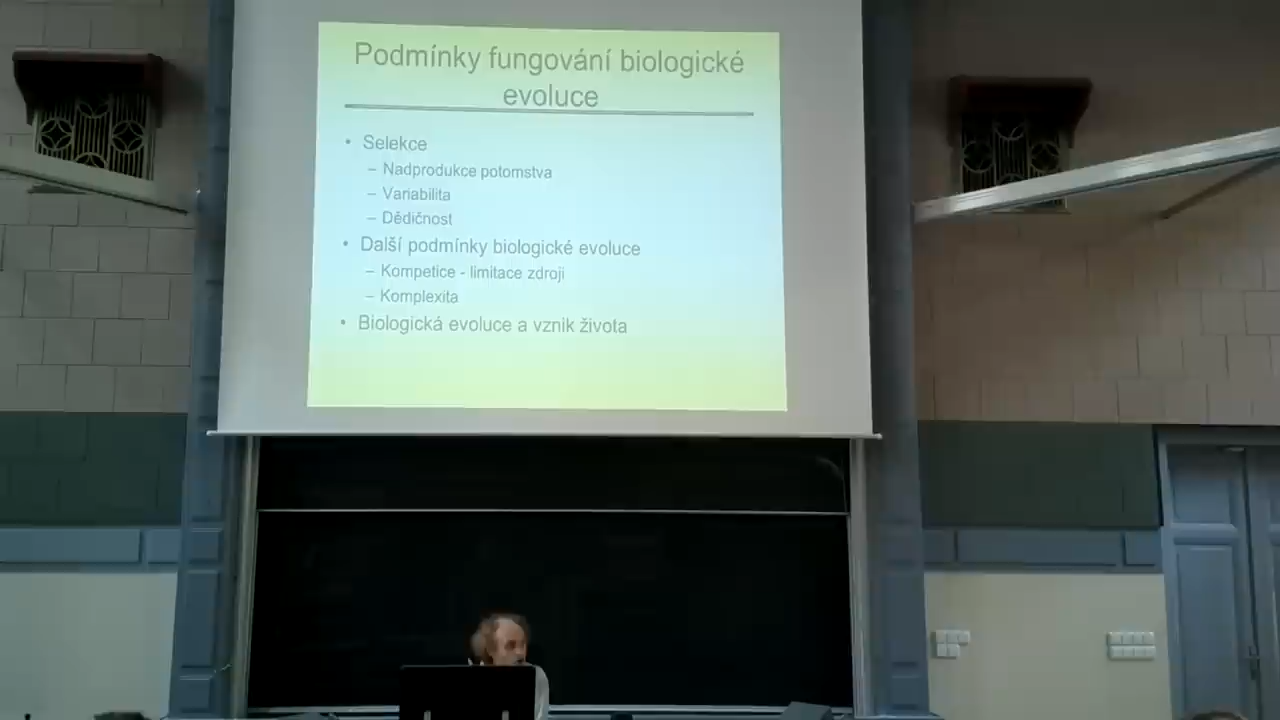 Podmínky fungování biologické
evoluce
• Selekce
– Nadprodukce potomstva
– Variabilita
– Dědičnost
• Další podmínky biologické evoluce
– Kompetice - limitace zdroji
– Komplexita
• Biologická evoluce a vznik života